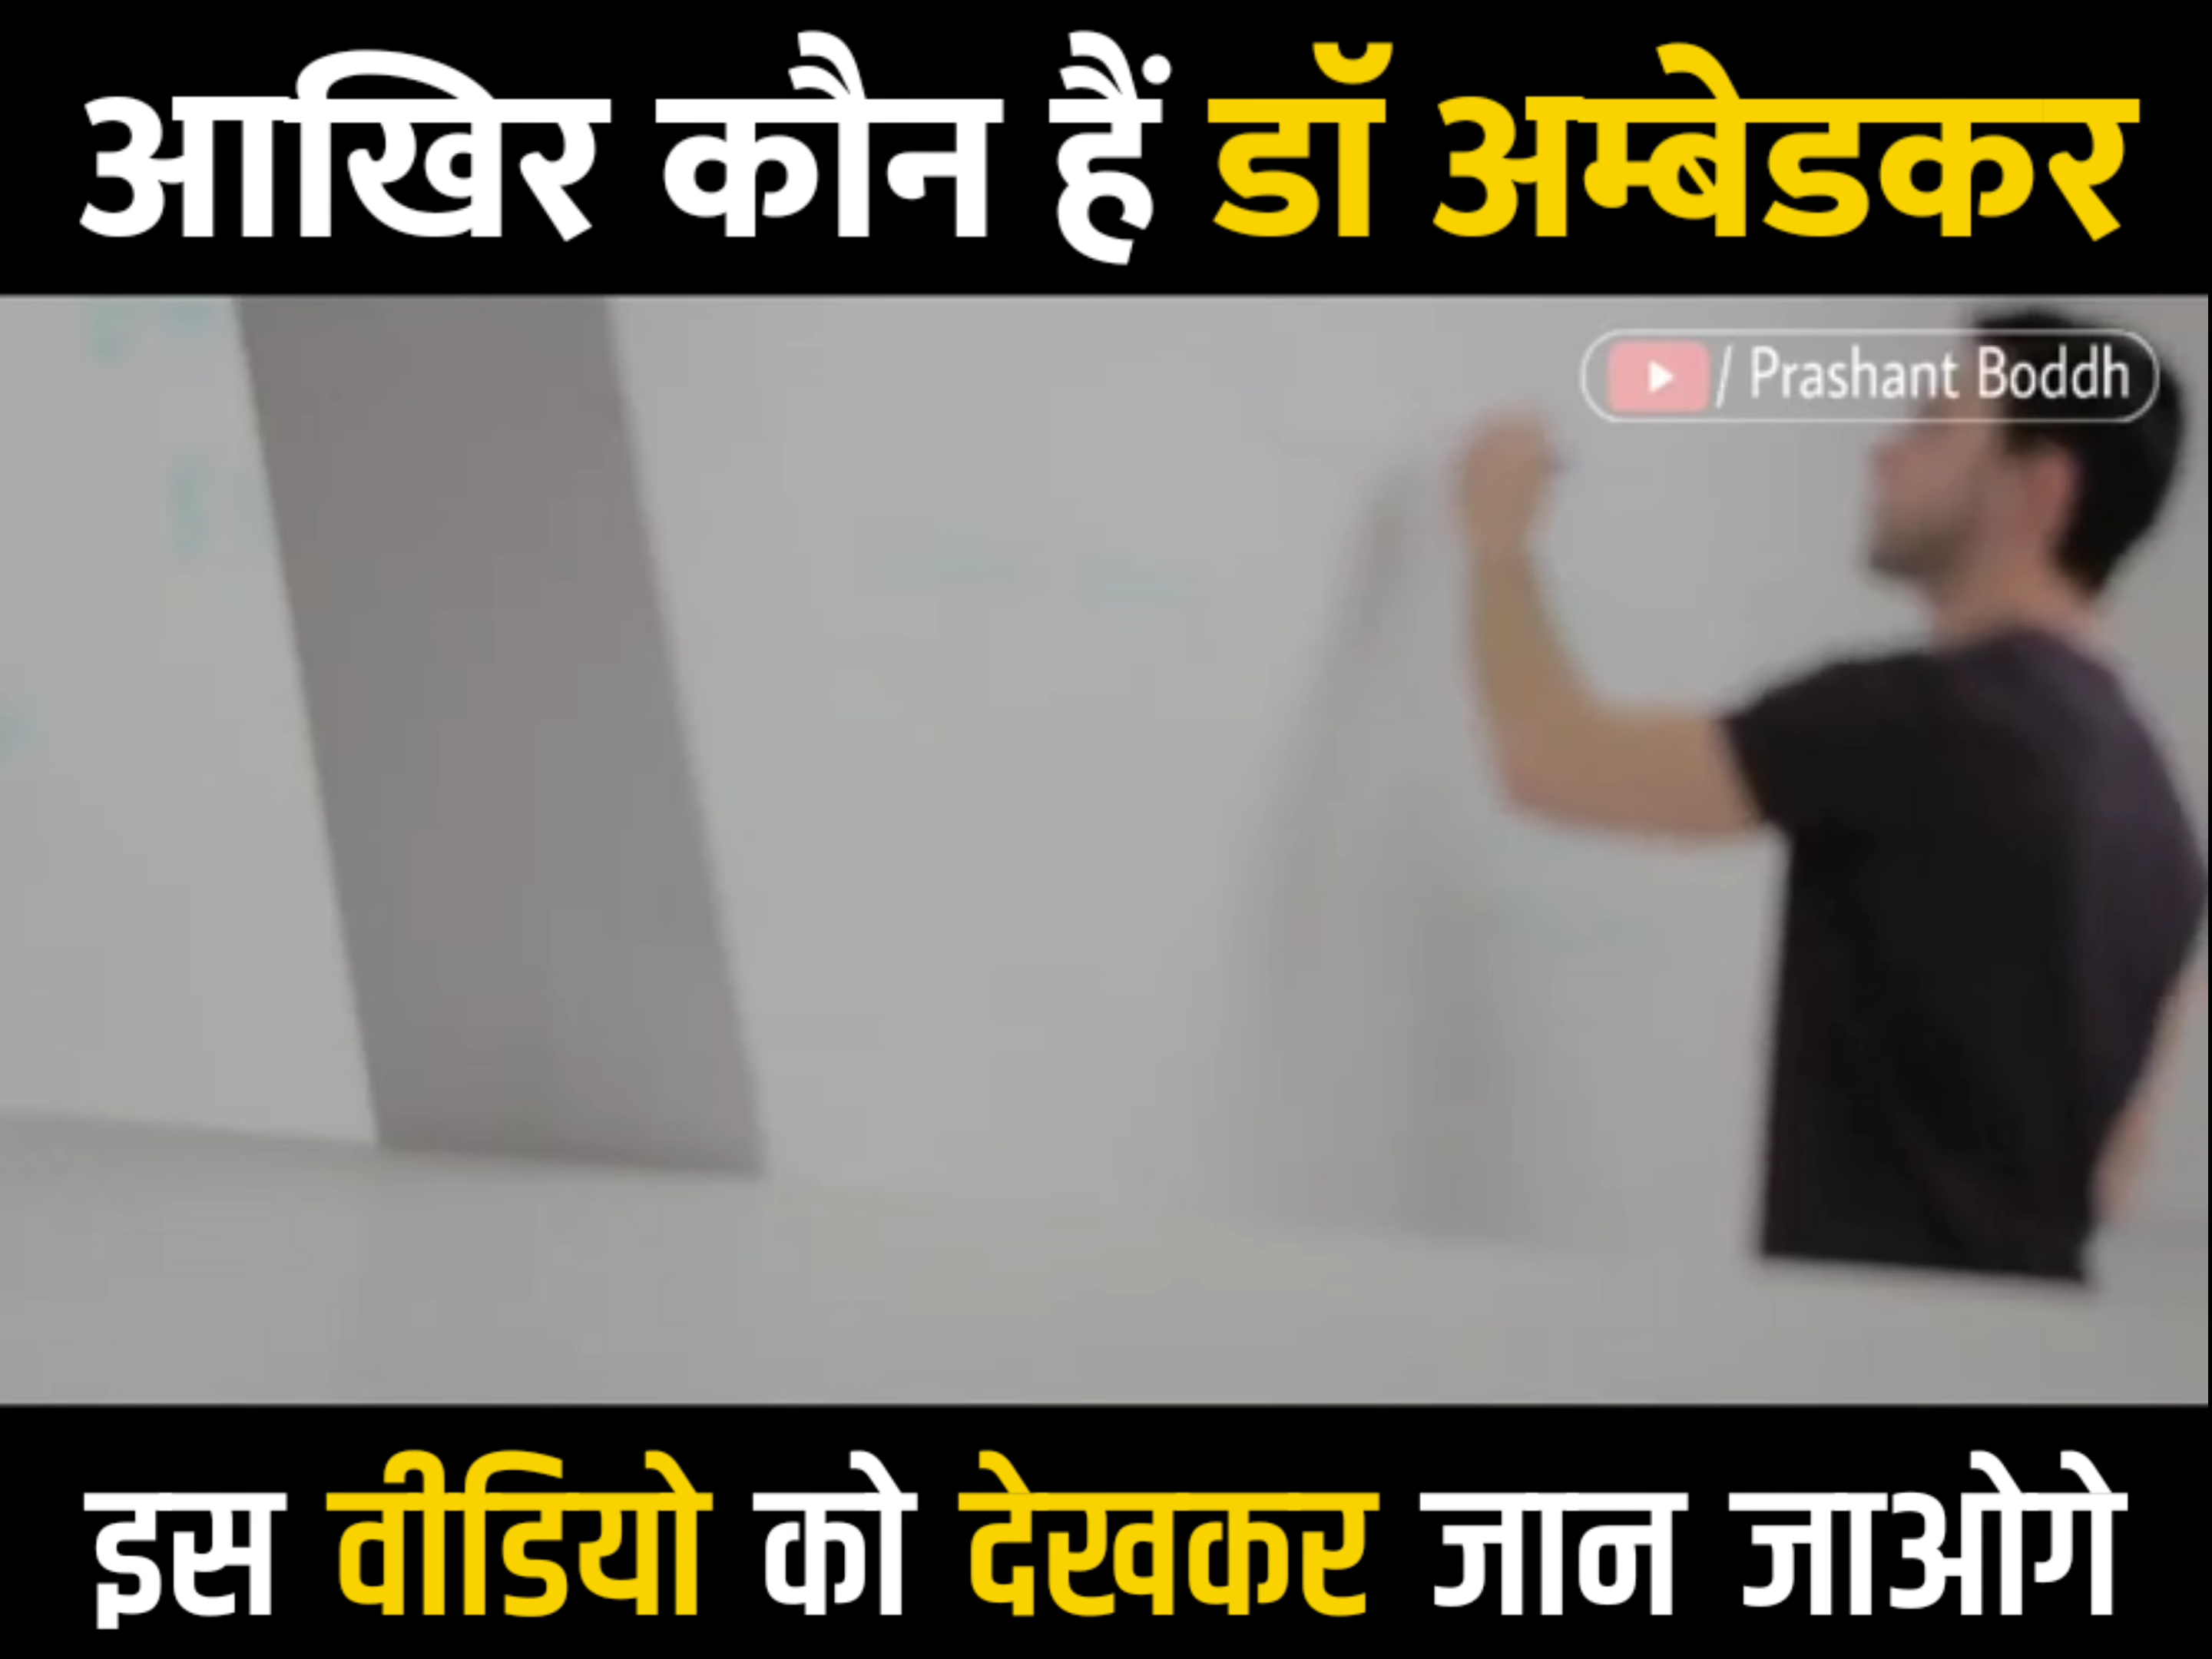 आखिर कौन हैं डॉ अम्बेडकर
/ Prashant Boddh
इस वीडियो को देखकर जान जाओगे